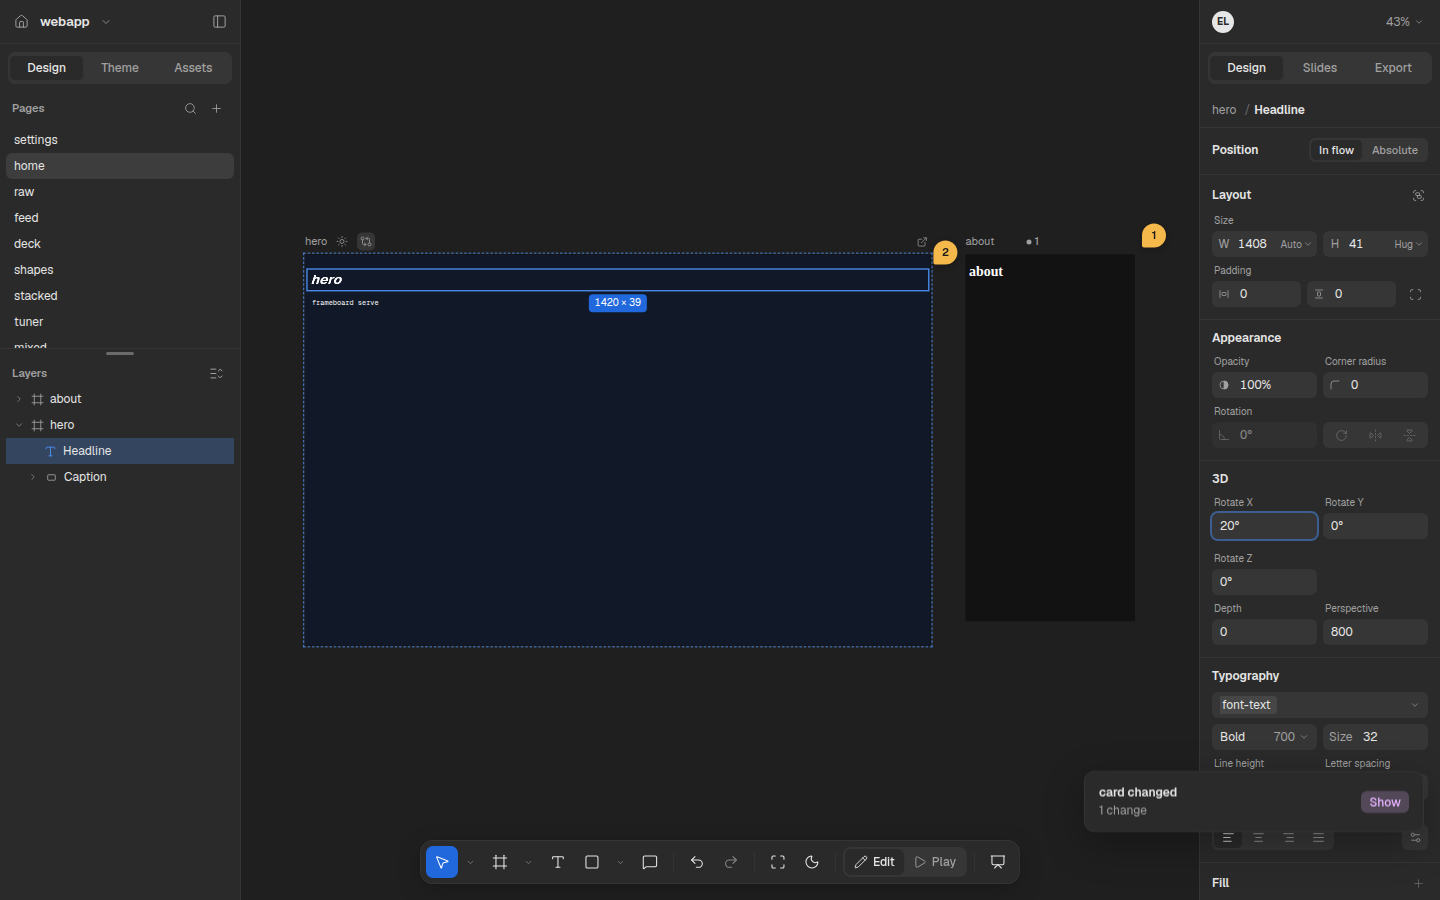 webapp
Design Theme Assets
Pages
settings
home
raw
feed
deck
shapes
stacked
tuner
mixed
Layers
about
hero
Headline
Caption
hero
2
about 1
1
hero
frameboard serve
1420 × 39
about
Edit Play
EL 43%
Design Slides Export
hero / Headline
Position In flow Absolute
Layout
Size
W 1408 Auto H 41 Hug
Padding
0 0
Appearance
Opacity Corner radius
100% 0
Rotation
0°
3D
Rotate X Rotate Y
20° 0°
Rotate Z
0°
Depth Perspective
0 800
Typography
font-text
Bold 700 Size 32
Line height Letter spacing
card changed
1 change
Show
Fill